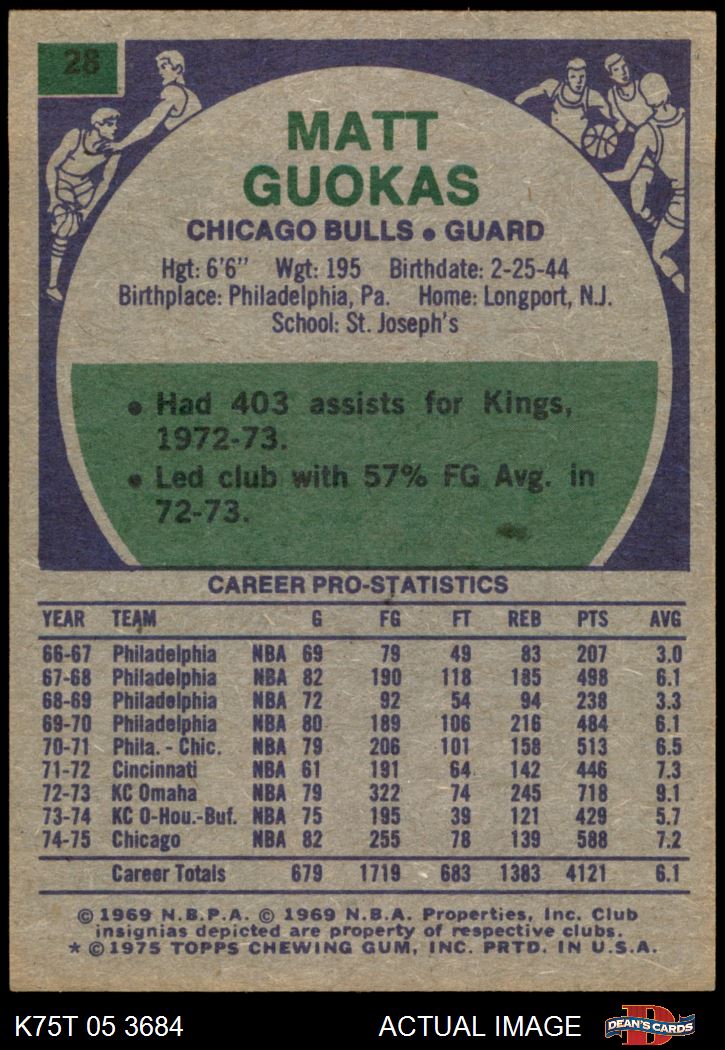 28
MATT
GUOKAS
CHICAGO BULLS • GUARD
Hgt: 6'6" Wgt: 195 Birthdate: 2-25-44
Birthplace: Philadelphia, Pa. Home: Longport, N.J.
School: St. Joseph's
• Had 403 assists for Kings,
1972-73.
• Led club with 57% FG Avg. in
72-73.
CAREER PRO-STATISTICS
YEAR TEAM G FG FT REB PTS AVG
66-67 Philadelphia NBA 69 79 49 83 207 3.0
67-68 Philadelphia NBA 82 190 118 185 498 6.1
68-69 Philadelphia NBA 72 92 54 94 238 3.3
69-70 Philadelphia NBA 80 189 106 216 484 6.1
70-71 Phila. - Chic. NBA 79 206 101 158 513 6.5
71-72 Cincinnati NBA 61 191 64 142 446 7.3
72-73 KC Omaha NBA 79 322 74 245 718 9.1
73-74 KC O-Hou.-Buf. NBA 75 195 39 121 429 5.7
74-75 Chicago NBA 82 255 78 139 588 7.2
Career Totals 679 1719 683 1383 4121 6.1
© 1969 N.B.P.A. © 1969 N.B.A. Properties, Inc. Club
insignias depicted are property of respective clubs.
* © 1975 TOPPS CHEWING GUM, INC. PRTD. IN U.S.A.
K75T 05 3684 ACTUAL IMAGE DEAN'S CARDS